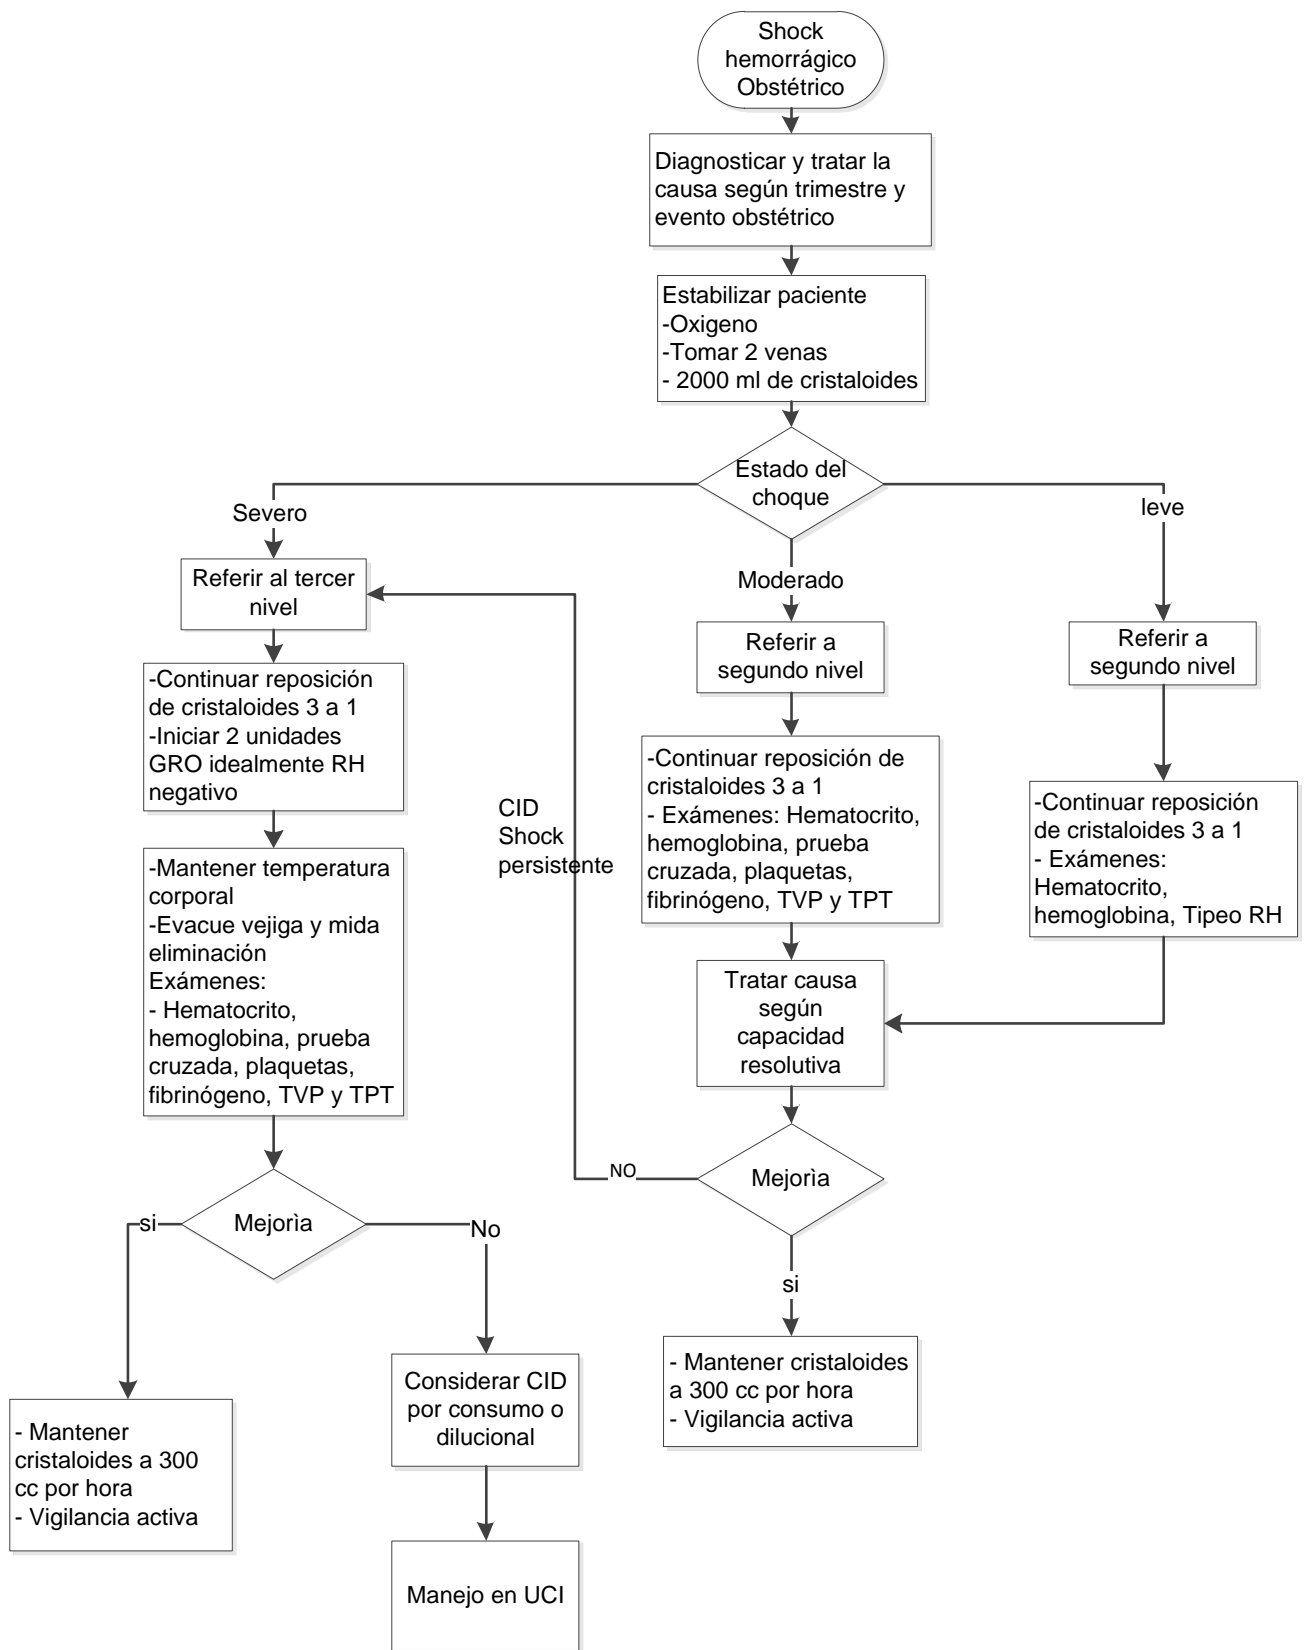 Shock
hemorrágico
Obstétrico
Diagnosticar y tratar la
causa según trimestre y
evento obstétrico
Estabilizar paciente
-Oxigeno
-Tomar 2 venas
- 2000 ml de cristaloides
Estado del
choque
Severo
leve
Moderado
Referir al tercer
nivel
Referir a
segundo nivel
Referir a
segundo nivel
-Continuar reposición
de cristaloides 3 a 1
-Iniciar 2 unidades
GRO idealmente RH
negativo
-Continuar reposición de
cristaloides 3 a 1
- Exámenes: Hematocrito,
hemoglobina, prueba
cruzada, plaquetas,
fibrinógeno, TVP y TPT
-Continuar reposición
de cristaloides 3 a 1
- Exámenes:
Hematocrito,
hemoglobina, Tipeo RH
CID
Shock
persistente
-Mantener temperatura
corporal
-Evacue vejiga y mida
eliminación
Exámenes:
- Hematocrito,
hemoglobina, prueba
cruzada, plaquetas,
fibrinógeno, TVP y TPT
Tratar causa
según
capacidad
resolutiva
Mejorìa
NO
Mejorìa
si
No
si
- Mantener cristaloides
a 300 cc por hora
- Vigilancia activa
Considerar CID
por consumo o
dilucional
- Mantener
cristaloides a 300
cc por hora
- Vigilancia activa
Manejo en UCI